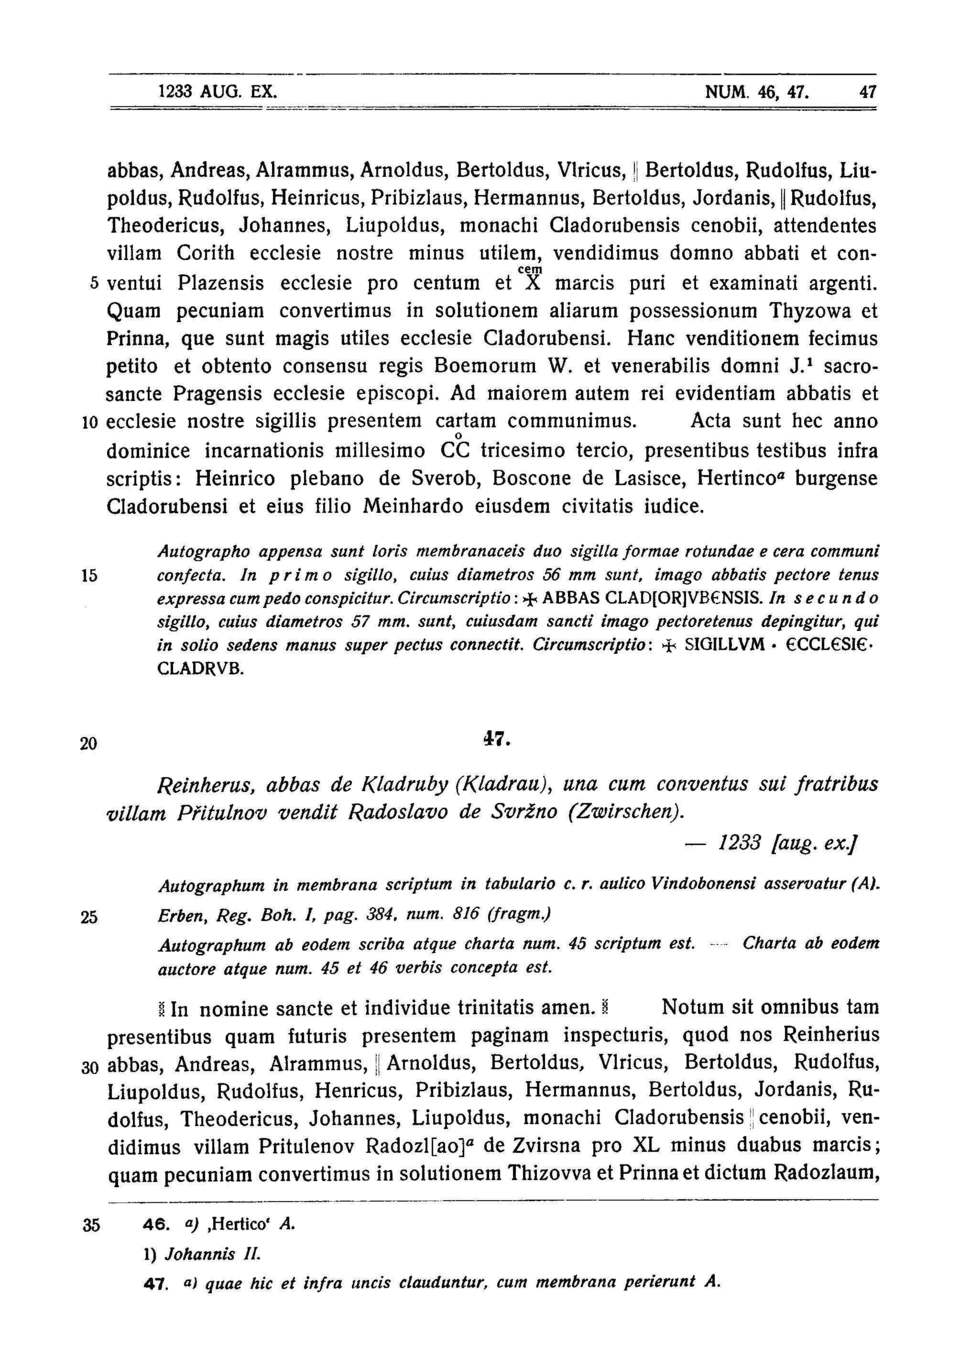 1233 AUG. EX. NUM. 46, 47. 47
abbas, Andreas, Alrammus, Arnoldus, Bertoldus, Vlricus, || Bertoldus, Rudolfus, Liu-
poldus, Rudolfus, Heinricus, Pribizlaus, Hermannus, Bertoldus, Jordanis, || Rudolfus,
Theodericus, Johannes, Liupoldus, monachi Cladorubensis cenobii, attendentes
villam Corith ecclesie nostre minus utilem, vendidimus domno abbati et con-
5 ventui Plazensis ecclesie pro centum et X̊ᶜᵉᵐ marcis puri et examinati argenti.
Quam pecuniam convertimus in solutionem aliarum possessionum Thyzowa et
Prinna, que sunt magis utiles ecclesie Cladorubensi. Hanc venditionem fecimus
petito et obtento consensu regis Boemorum W. et venerabilis domni J.¹ sacro-
sancte Pragensis ecclesie episcopi. Ad maiorem autem rei evidentiam abbatis et
10 ecclesie nostre sigillis presentem cartam communimus. Acta sunt hec anno
dominice incarnationis millesimo CC̊ tricesimo tercio, presentibus testibus infra
scriptis: Heinrico plebano de Sverob, Boscone de Lasisce, Hertincoᵃ burgense
Cladorubensi et eius filio Meinhardo eiusdem civitatis iudice.
Autographo appensa sunt loris membranaceis duo sigilla formae rotundae e cera communi
15 confecta. In primo sigillo, cuius diametros 56 mm sunt, imago abbatis pectore tenus
expressa cum pedo conspicitur. Circumscriptio: ✠ ABBAS CLAD[OR]VBЄNSIS. In secundo
sigillo, cuius diametros 57 mm. sunt, cuiusdam sancti imago pectoretenus depingitur, qui
in solio sedens manus super pectus connectit. Circumscriptio: ✠ SIGILLVM • ЄCCLЄSIЄ•
CLADRVB.
20 47.
Reinherus, abbas de Kladruby (Kladrau), una cum conventus sui fratribus
villam Přitulnov vendit Radoslavo de Svržno (Zwirschen).
— 1233 [aug. ex.]
Autographum in membrana scriptum in tabulario c. r. aulico Vindobonensi asservatur (A).
25 Erben, Reg. Boh. I, pag. 384, num. 816 (fragm.)
Autographum ab eodem scriba atque charta num. 45 scriptum est. — Charta ab eodem
auctore atque num. 45 et 46 verbis concepta est.
|| In nomine sancte et individue trinitatis amen. || Notum sit omnibus tam
presentibus quam futuris presentem paginam inspecturis, quod nos Reinherius
30 abbas, Andreas, Alrammus, || Arnoldus, Bertoldus, Vlricus, Bertoldus, Rudolfus,
Liupoldus, Rudolfus, Henricus, Pribizlaus, Hermannus, Bertoldus, Jordanis, Ru-
dolfus, Theodericus, Johannes, Liupoldus, monachi Cladorubensis || cenobii, ven-
didimus villam Pritulenov Radozl[ao]ᵃ de Zvirsna pro XL minus duabus marcis;
quam pecuniam convertimus in solutionem Thizovva et Prinna et dictum Radozlaum,
35 46. a) ‚Hertico‘ A.
1) Johannis II.
47. a) quae hic et infra uncis clauduntur, cum membrana perierunt A.